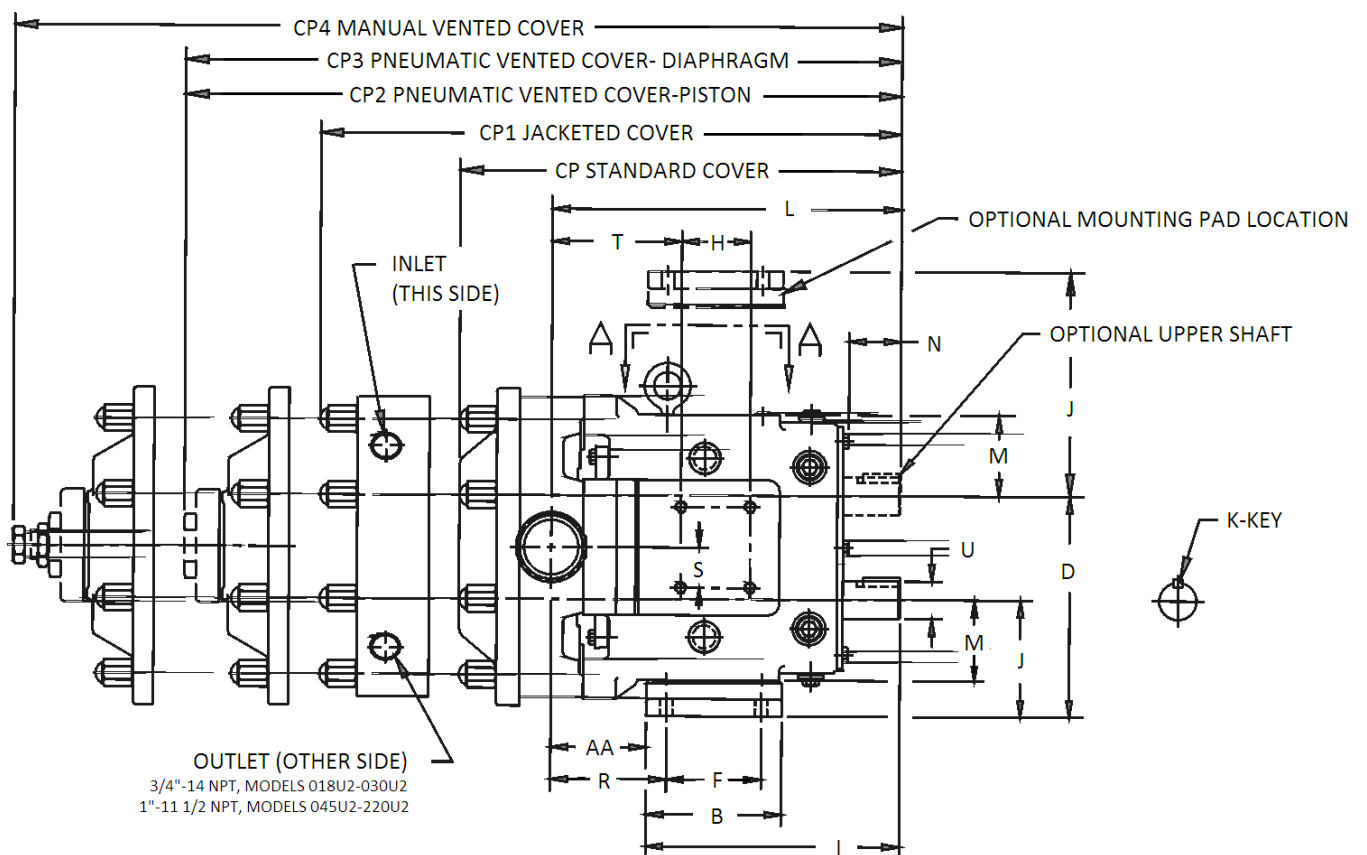 CP4 MANUAL VENTED COVER
CP3 PNEUMATIC VENTED COVER- DIAPHRAGM
CP2 PNEUMATIC VENTED COVER-PISTON
CP1 JACKETED COVER
CP STANDARD COVER
L
OPTIONAL MOUNTING PAD LOCATION
T
H
INLET
(THIS SIDE)
A
A
N
OPTIONAL UPPER SHAFT
J
M
K-KEY
U
S
D
M
J
AA
R
F
B
I
OUTLET (OTHER SIDE)
3/4"-14 NPT, MODELS 018U2-030U2
1"-11 1/2 NPT, MODELS 045U2-220U2